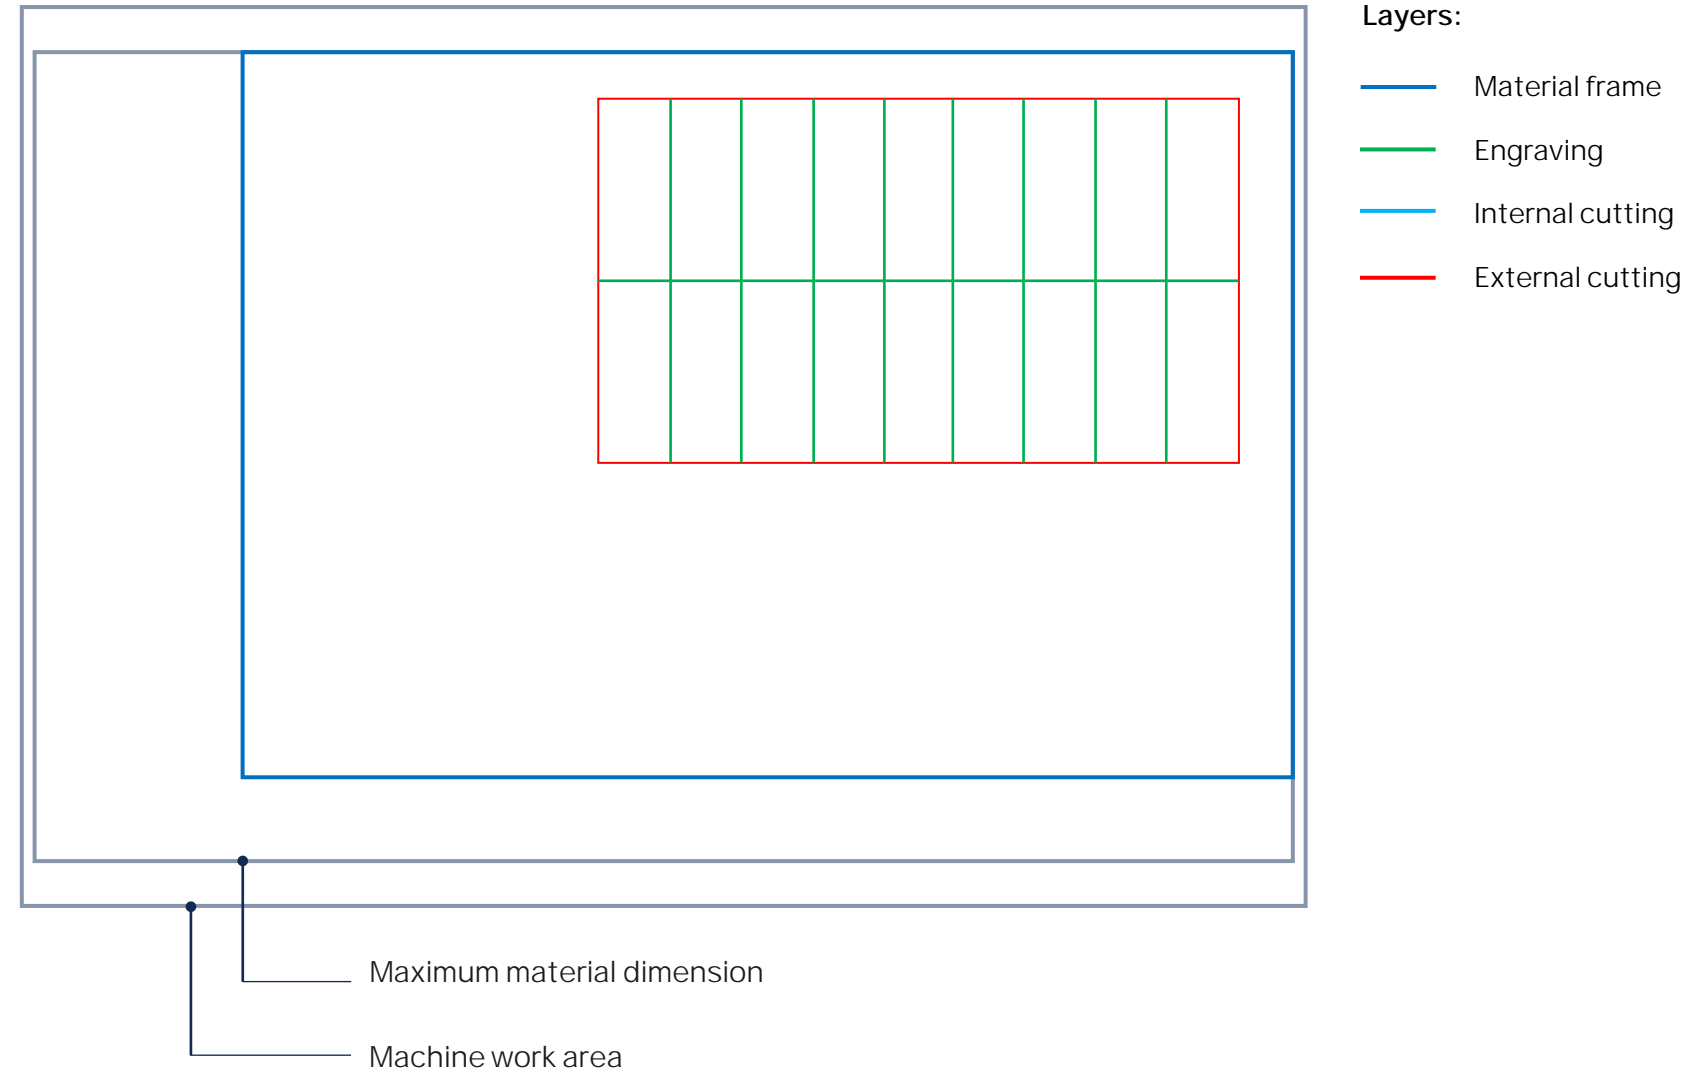 Layers:
Material frame
Engraving
Internal cutting
External cutting
Maximum material dimension
Machine work area